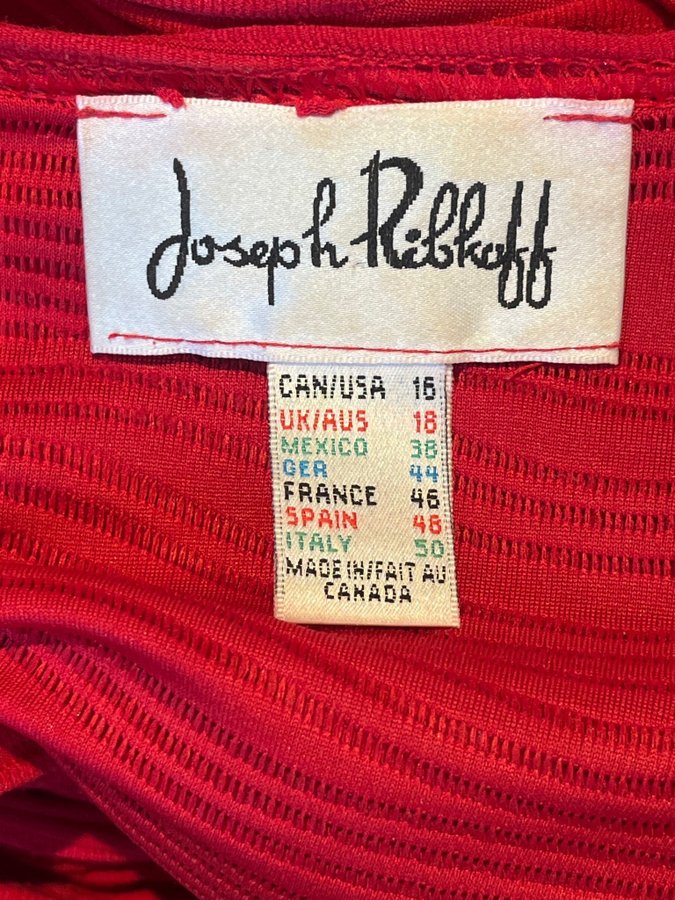 Joseph Ribkoff
CAN/USA 16
UK/AUS 18
MEXICO 38
GER 44
FRANCE 46
SPAIN 48
ITALY 50
MADE IN/FAIT AU
CANADA